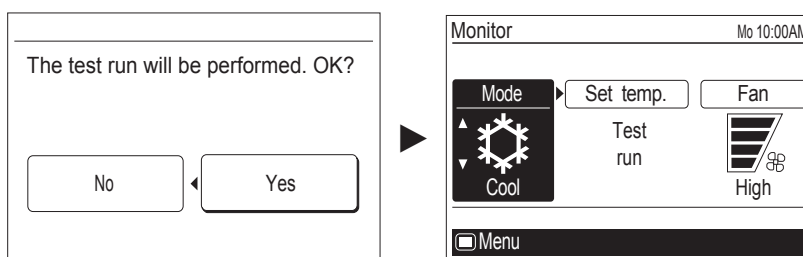 The test run will be performed. OK?
No
Yes
Monitor
Mo 10:00AM
Mode
Set temp.
Fan
Test
run
Cool
High
Menu